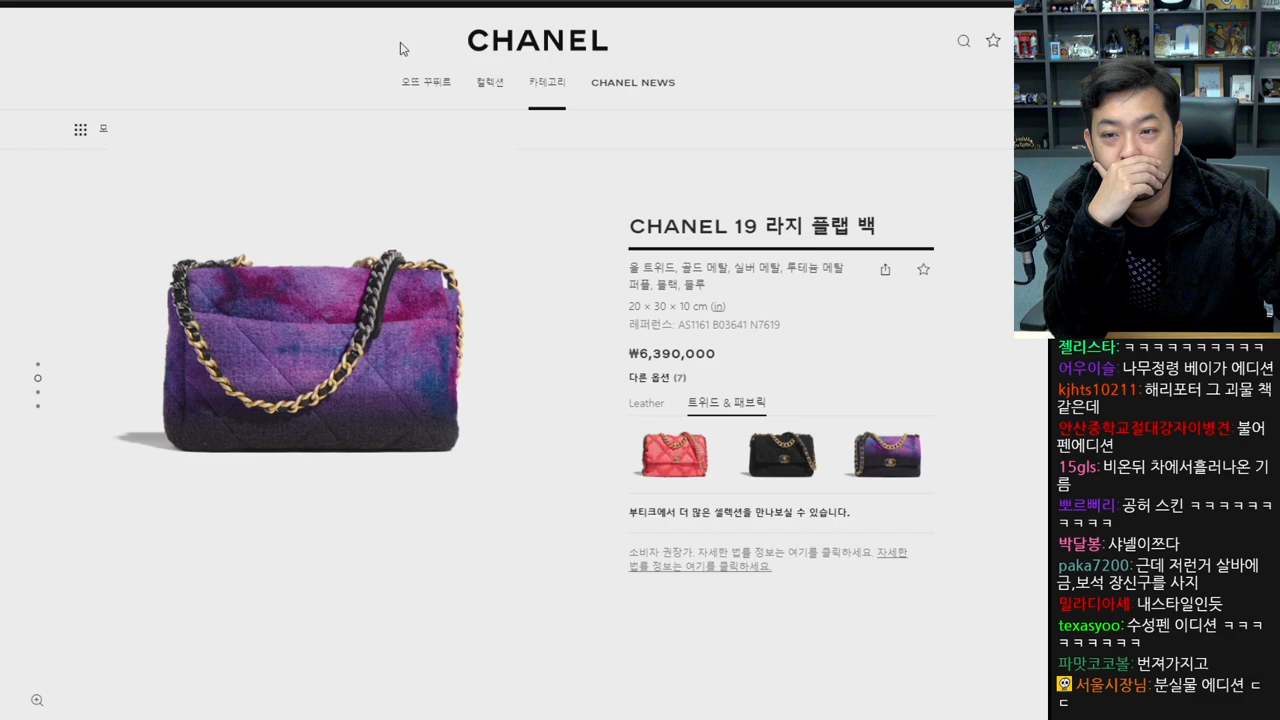 CHANEL
오뜨 꾸뛰르
컬렉션
카테고리
CHANEL NEWS
모
CHANEL 19 라지 플랩 백
울 트위드, 골드 메탈, 실버 메탈, 루테늄 메탈
퍼플, 블랙, 블루
20 × 30 × 10 cm (in)
레퍼런스: AS1161 B03641 N7619
₩6,390,000
다른 옵션 (7)
Leather
트위드 & 패브릭
부티크에서 더 많은 셀렉션을 만나보실 수 있습니다.
소비자 권장가. 자세한 법률 정보는 여기를 클릭하세요. 자세한
법률 정보는 여기를 클릭하세요.
젤리스타: ㅋㅋㅋㅋㅋㅋㅋㅋㅋㅋ
어우이슬: 나무정령 베이가 에디션
kjhts10211: 해리포터 그 괴물 책
같은데
안산중학교절대강자이병견: 불어
펜에디션
15gls: 비온뒤 차에서흘러나온 기
름
뽀르삐리: 공허 스킨 ㅋㅋㅋㅋㅋㅋ
ㅋㅋㅋㅋ
박달봉: 샤넬이쯔다
paka7200: 근데 저런거 살바에
금,보석 장신구를 사지
밀라디아세: 내스타일인듯
texasyoo: 수성펜 이디션 ㅋㅋㅋ
ㅋㅋㅋㅋㅋㅋㅋ
파맛코코볼: 번져가지고
서울시장님: 분실물 에디션 ㄷ
ㄷ